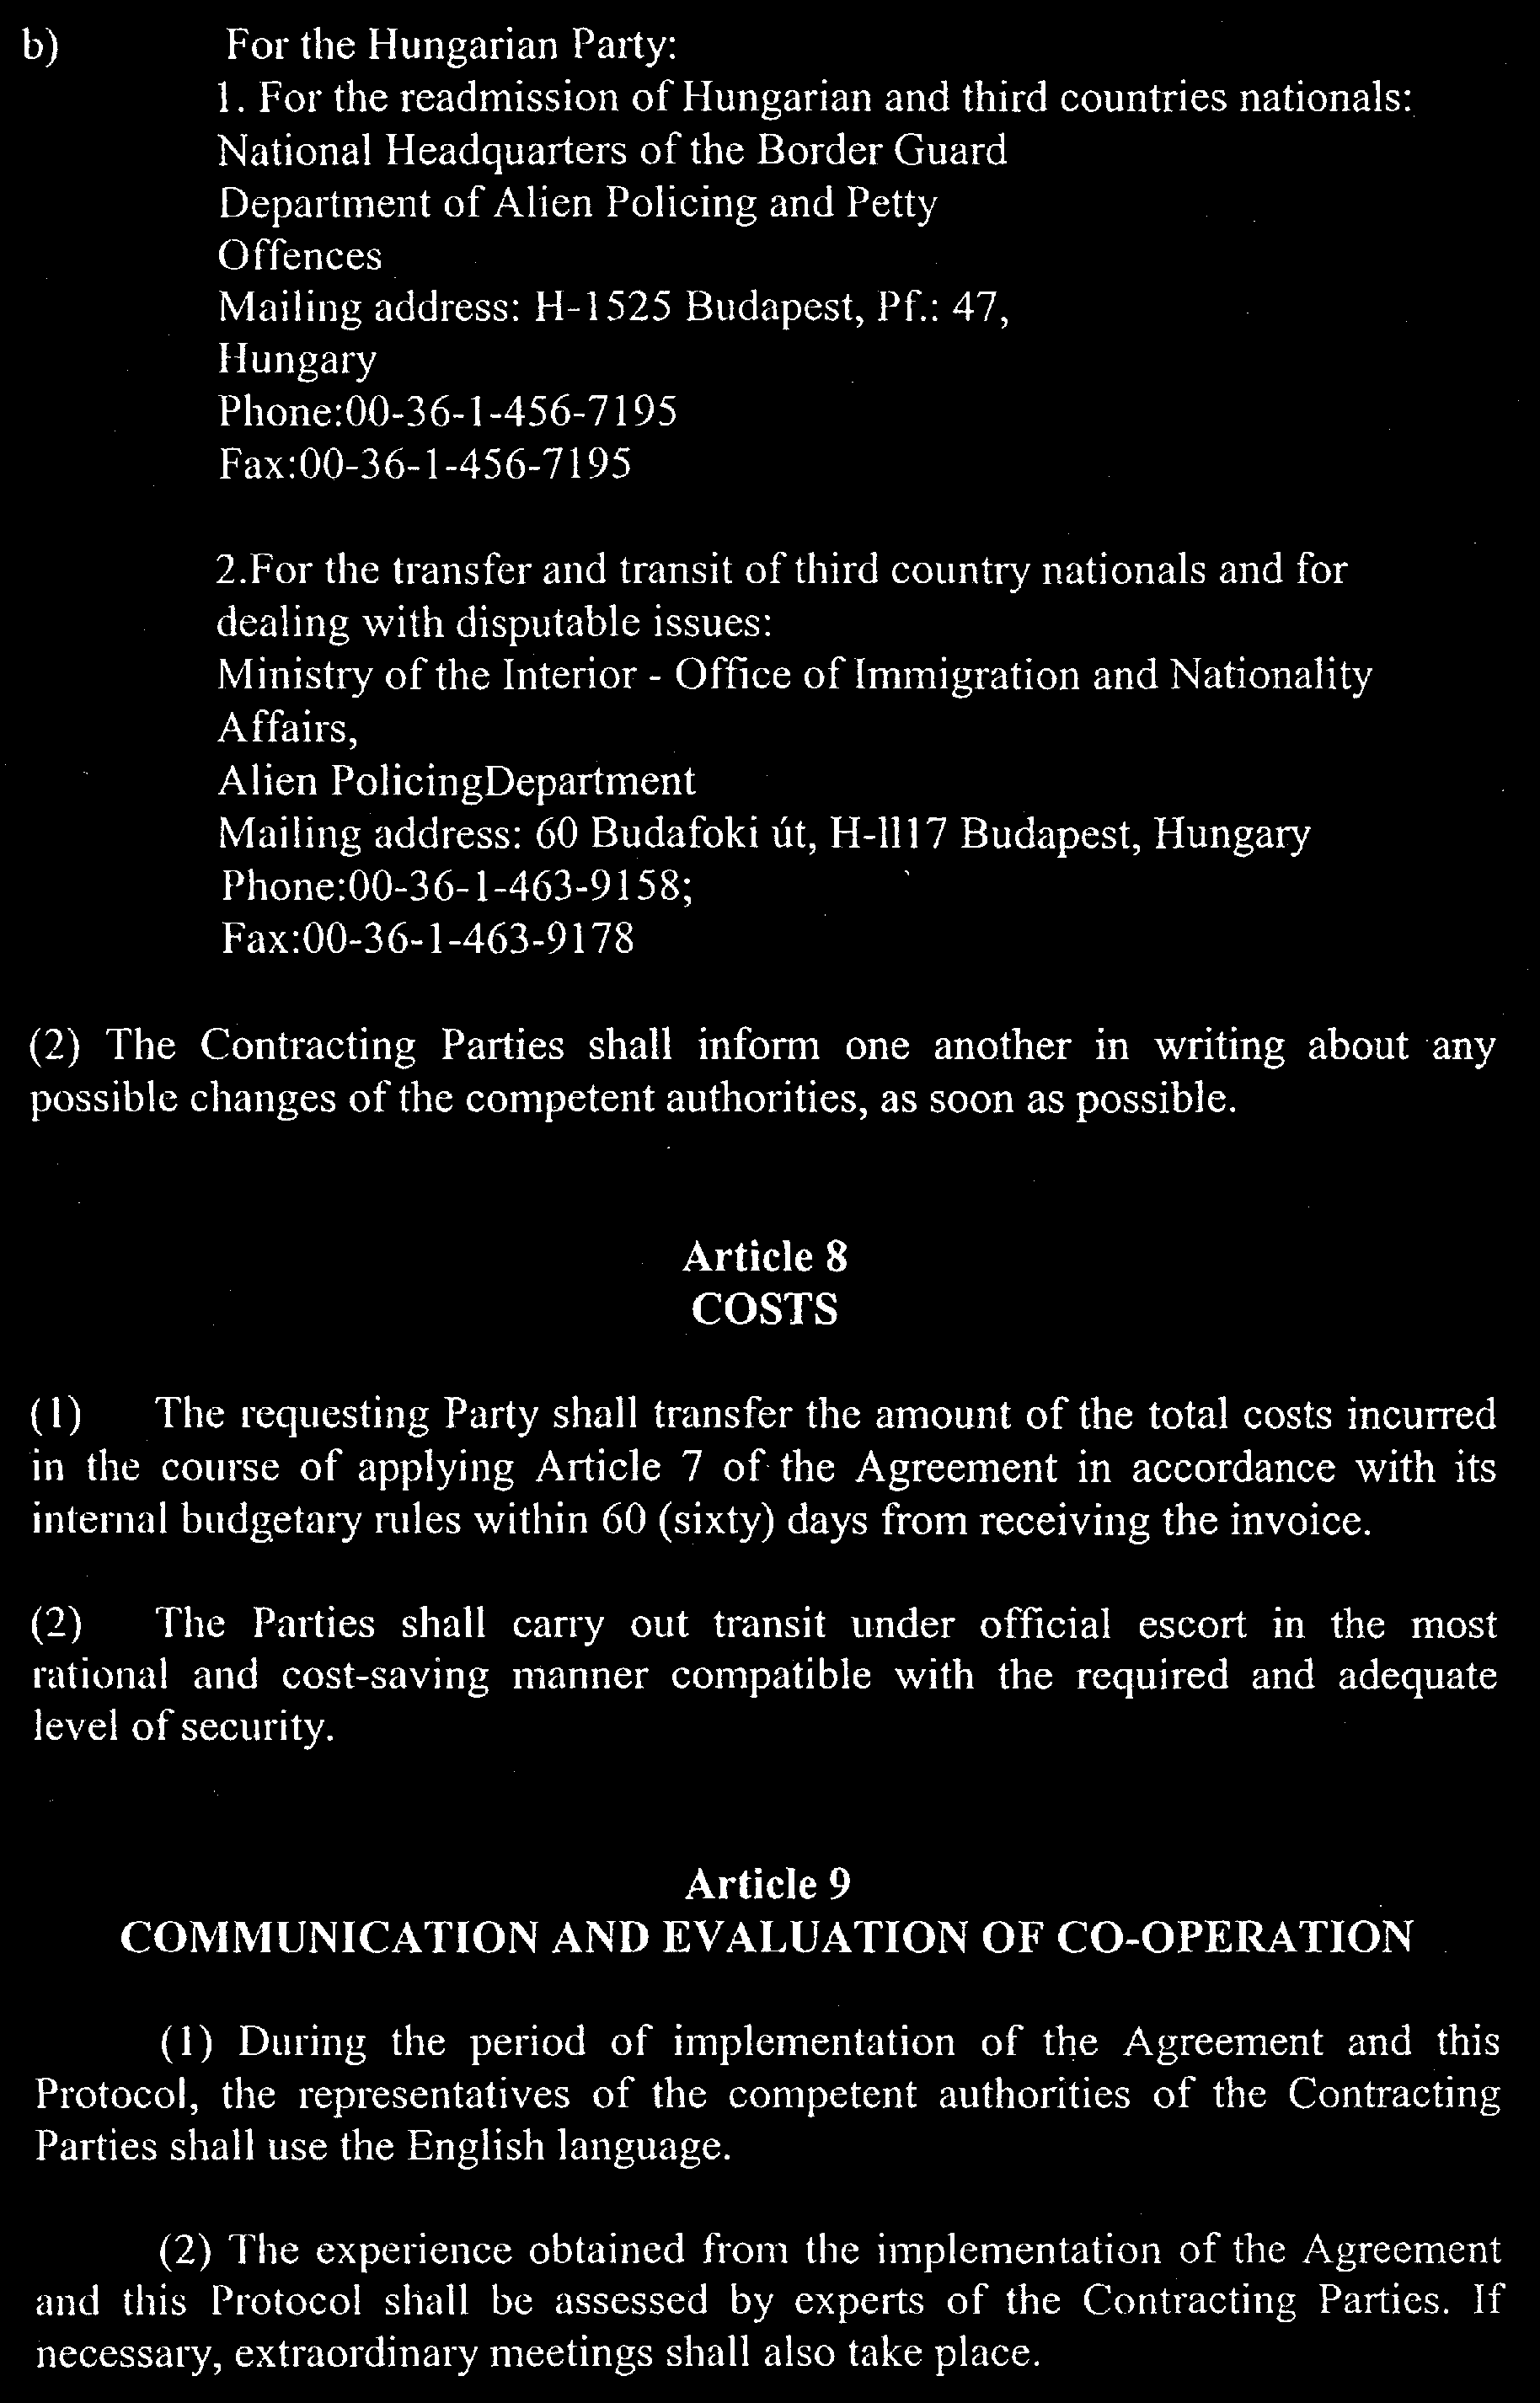 b) For the Hungarian Party:
1. For the readmission of Hungarian and third countries nationals:
National Headquarters of the Border Guard
Department of Alien Policing and Petty
Offences
Mailing address: H-1525 Budapest, Pf.: 47,
Hungary
Phone:00-36-1-456-7195
Fax:00-36-1-456-7195
2.For the transfer and transit of third country nationals and for
dealing with disputable issues:
Ministry of the Interior - Office of Immigration and Nationality
Affairs,
Alien PolicingDepartment
Mailing address: 60 Budafoki út, H-1117 Budapest, Hungary
Phone:00-36-1-463-9158;
Fax:00-36-1-463-9178
(2) The Contracting Parties shall inform one another in writing about any
possible changes of the competent authorities, as soon as possible.
Article 8
COSTS
(1) The requesting Party shall transfer the amount of the total costs incurred
in the course of applying Article 7 of the Agreement in accordance with its
internal budgetary rules within 60 (sixty) days from receiving the invoice.
(2) The Parties shall carry out transit under official escort in the most
rational and cost-saving manner compatible with the required and adequate
level of security.
Article 9
COMMUNICATION AND EVALUATION OF CO-OPERATION
(1) During the period of implementation of the Agreement and this
Protocol, the representatives of the competent authorities of the Contracting
Parties shall use the English language.
(2) The experience obtained from the implementation of the Agreement
and this Protocol shall be assessed by experts of the Contracting Parties. If
necessary, extraordinary meetings shall also take place.